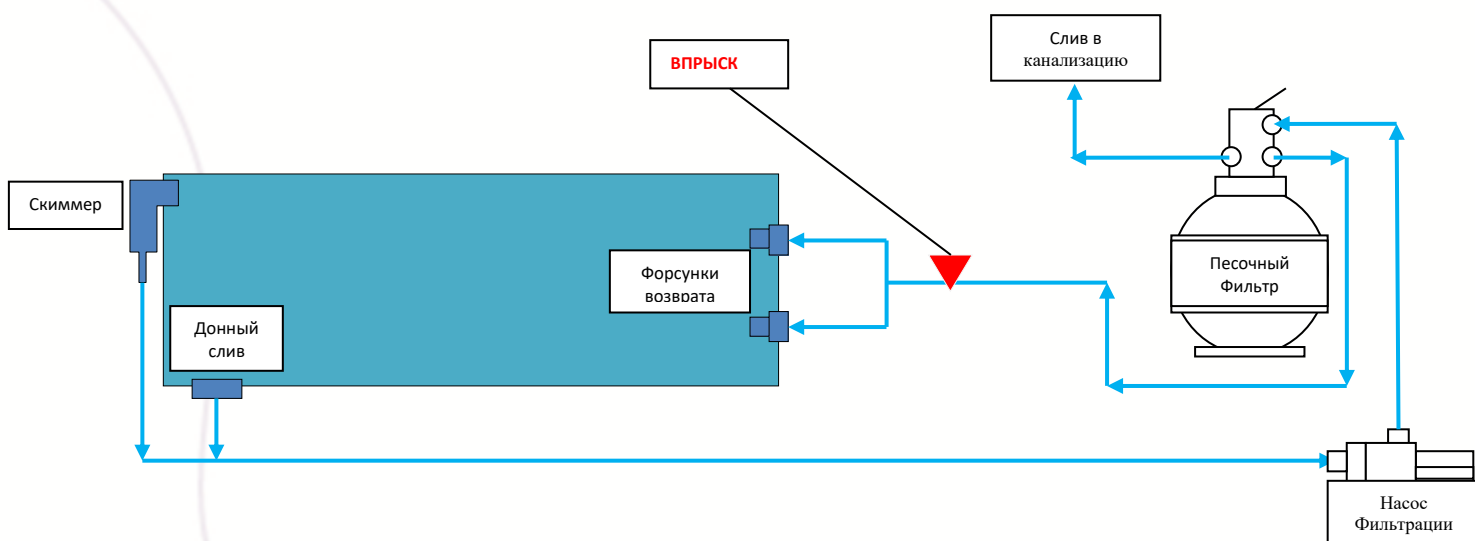 Слив в
канализацию
ВПРЫСК
Скиммер
Форсунки
возврата
Песочный
Фильтр
Донный
слив
Насос
Фильтрации